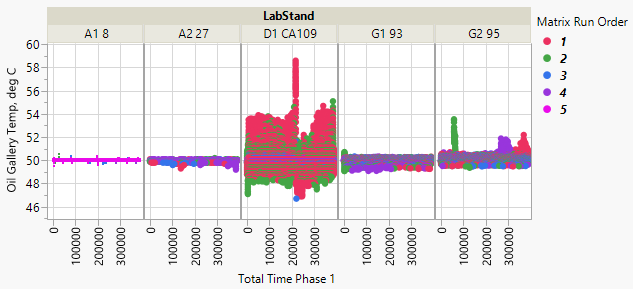 LabStand
A1 8 A2 27 D1 CA109 G1 93 G2 95
Matrix Run Order
1
2
3
4
5
Oil Gallery Temp, deg C
60
58
56
54
52
50
48
46
0 100000 200000 300000 0 100000 200000 300000 0 100000 200000 300000 0 100000 200000 300000 0 100000 200000 300000
Total Time Phase 1